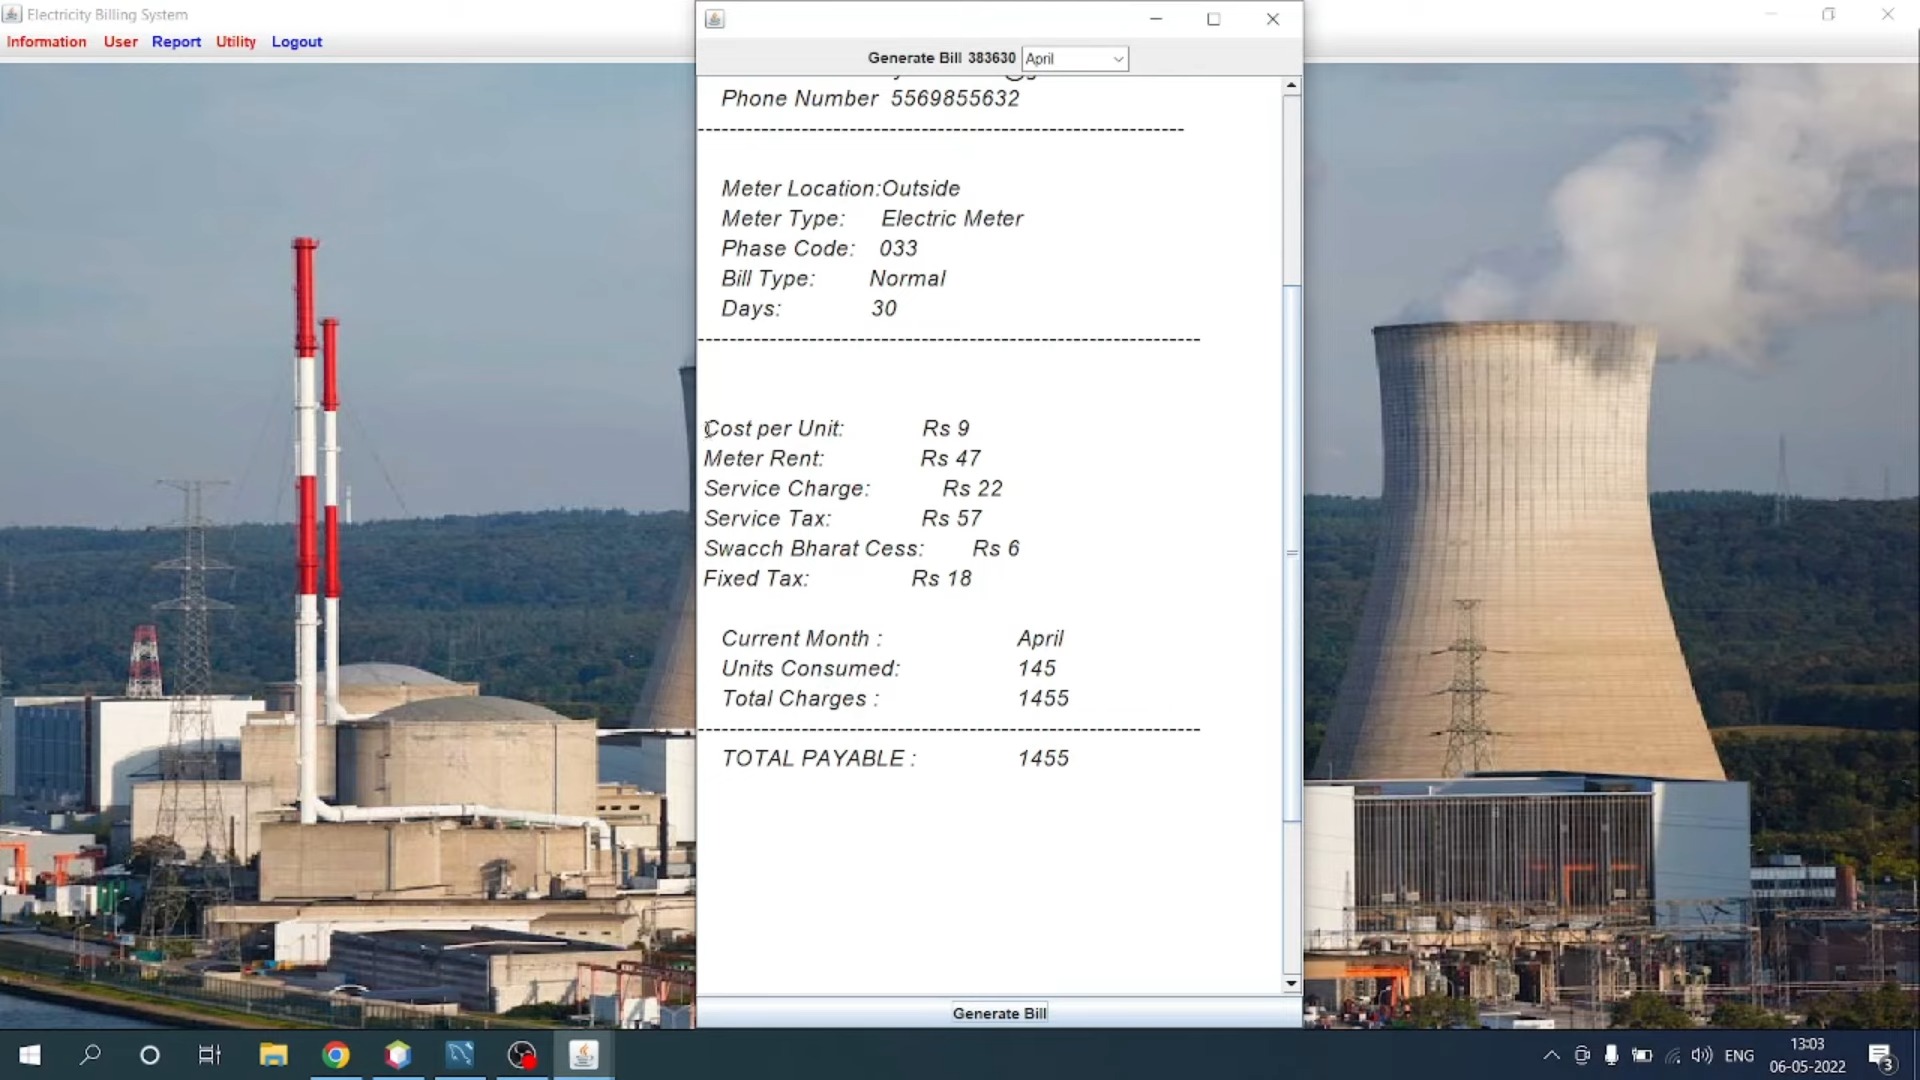 Electricity Billing System
Information User Report Utility Logout
Generate Bill 383630 April
Phone Number 5569855632
--------------------------------------------------------------
Meter Location:Outside
Meter Type: Electric Meter
Phase Code: 033
Bill Type: Normal
Days: 30
----------------------------------------------------------------
Cost per Unit: Rs 9
Meter Rent: Rs 47
Service Charge: Rs 22
Service Tax: Rs 57
Swacch Bharat Cess: Rs 6
Fixed Tax: Rs 18
Current Month : April
Units Consumed: 145
Total Charges : 1455
----------------------------------------------------------------
TOTAL PAYABLE : 1455
Generate Bill
ENG
13:03
06-05-2022
3